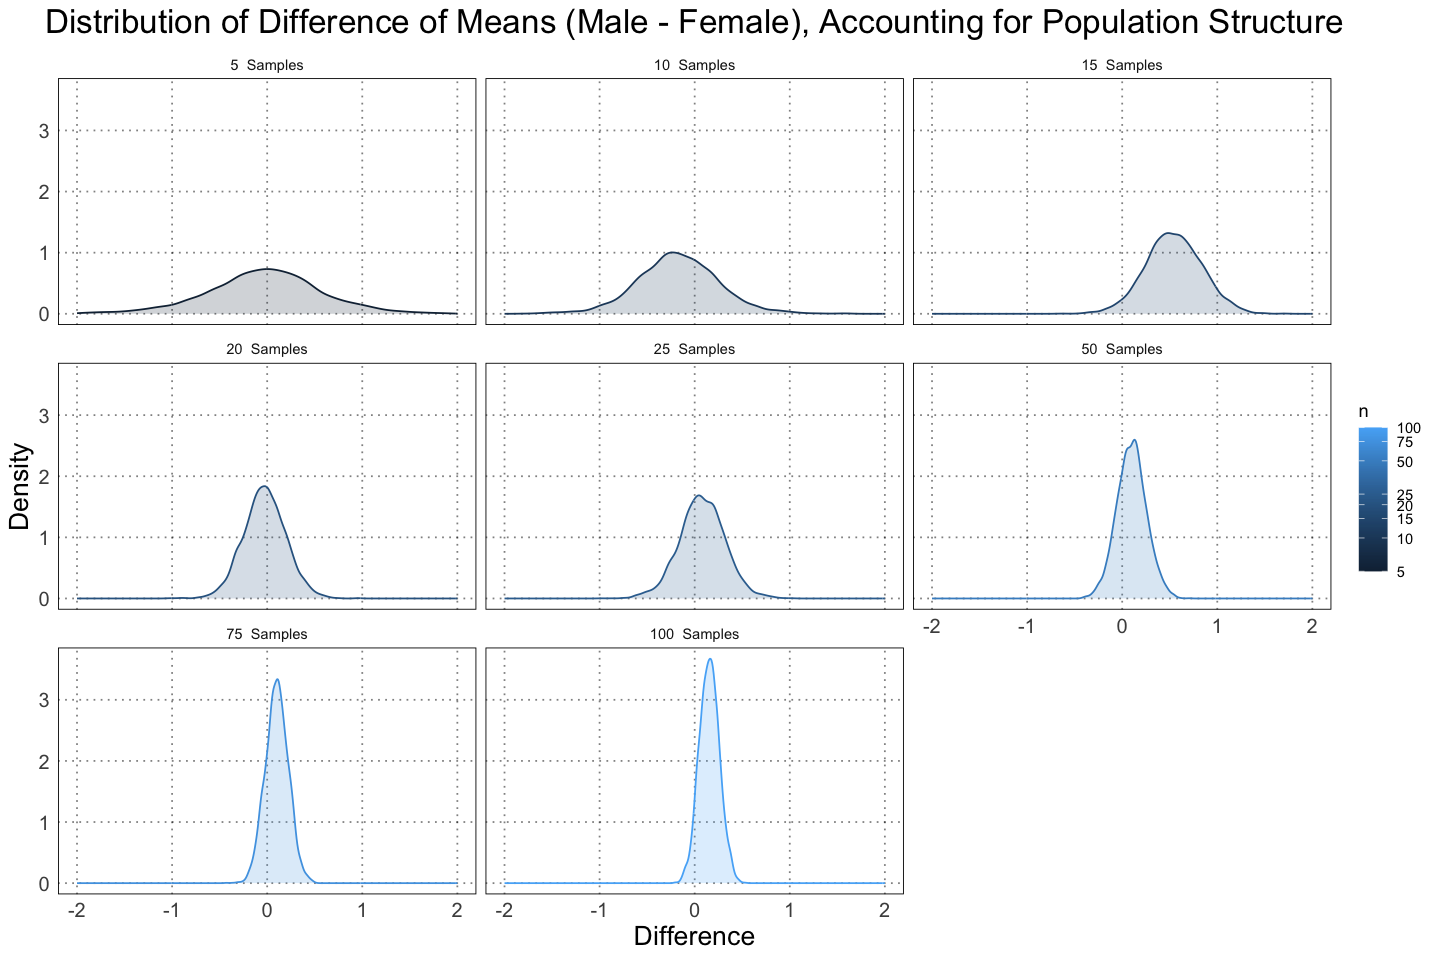 Distribution of Difference of Means (Male - Female), Accounting for Population Structure
5 Samples
10 Samples
15 Samples
3
2
1
0
20 Samples
25 Samples
50 Samples
3
2
1
0
-2 -1 0 1 2
75 Samples
100 Samples
3
2
1
0
-2 -1 0 1 2
-2 -1 0 1 2
Density
Difference
n
100
75
50
25
20
15
10
5